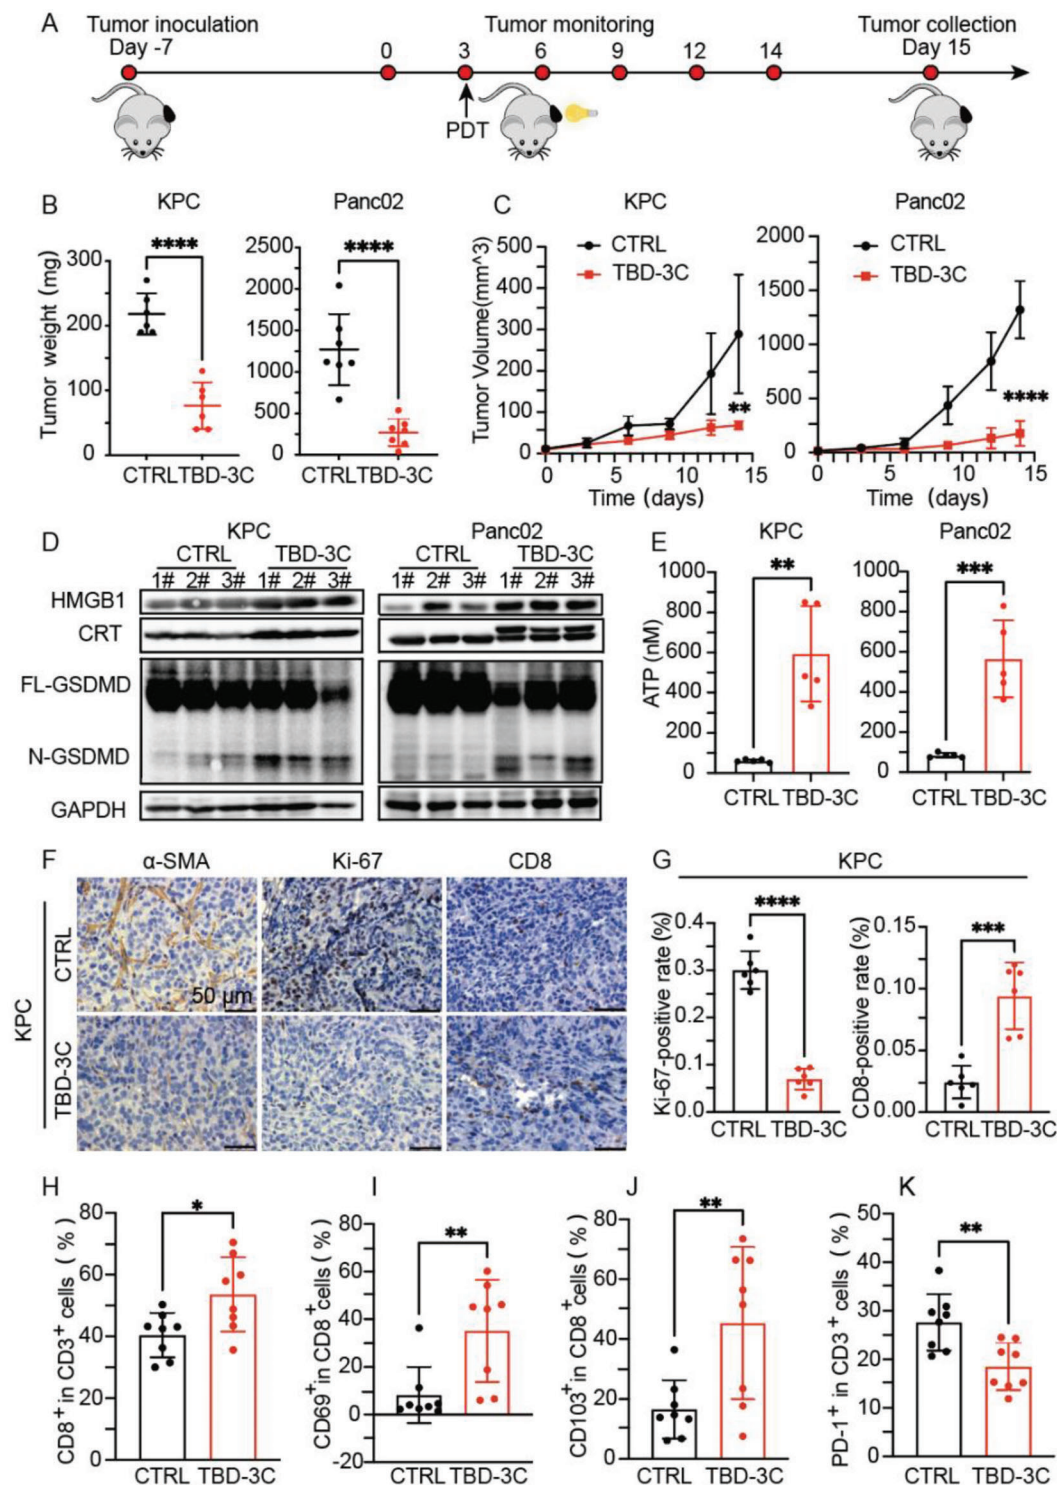 A
Tumor inoculation
Day -7
Tumor monitoring
0 3 6 9 12 14
PDT
Tumor collection
Day 15
B
KPC
Panc02
****
****
Tumor weight (mg)
300
200
100
0
2500
2000
1500
1000
500
0
CTRL TBD-3C
CTRL TBD-3C
C
KPC
Panc02
CTRL
TBD-3C
CTRL
TBD-3C
Tumor Volume(mm^3)
500
400
300
200
100
0
2000
1500
1000
500
0
**
****
0 5 10 15
0 5 10 15
Time (days)
Time (days)
D
KPC
Panc02
CTRL TBD-3C
CTRL TBD-3C
1# 2# 3# 1# 2# 3#
1# 2# 3# 1# 2# 3#
HMGB1
CRT
FL-GSDMD
N-GSDMD
GAPDH
E
KPC
Panc02
**
***
ATP (nM)
1000
800
600
400
200
0
1000
800
600
400
200
0
CTRL TBD-3C
CTRL TBD-3C
F
α-SMA Ki-67 CD8
KPC
CTRL
TBD-3C
50 μm
G
KPC
****
***
Ki-67-positive rate (%)
0.4
0.3
0.2
0.1
0.0
CD8-positive rate (%)
0.15
0.10
0.05
0.00
CTRL TBD-3C
CTRL TBD-3C
H
*
CD8+ in CD3+ cells ( % )
80
60
40
20
0
CTRL TBD-3C
I
**
CD69+ in CD8+ cells ( % )
80
60
40
20
0
-20
CTRL TBD-3C
J
**
CD103+ in CD8+ cells ( % )
80
60
40
20
0
CTRL TBD-3C
K
**
PD-1+ in CD3+ cells ( % )
50
40
30
20
10
0
CTRL TBD-3C